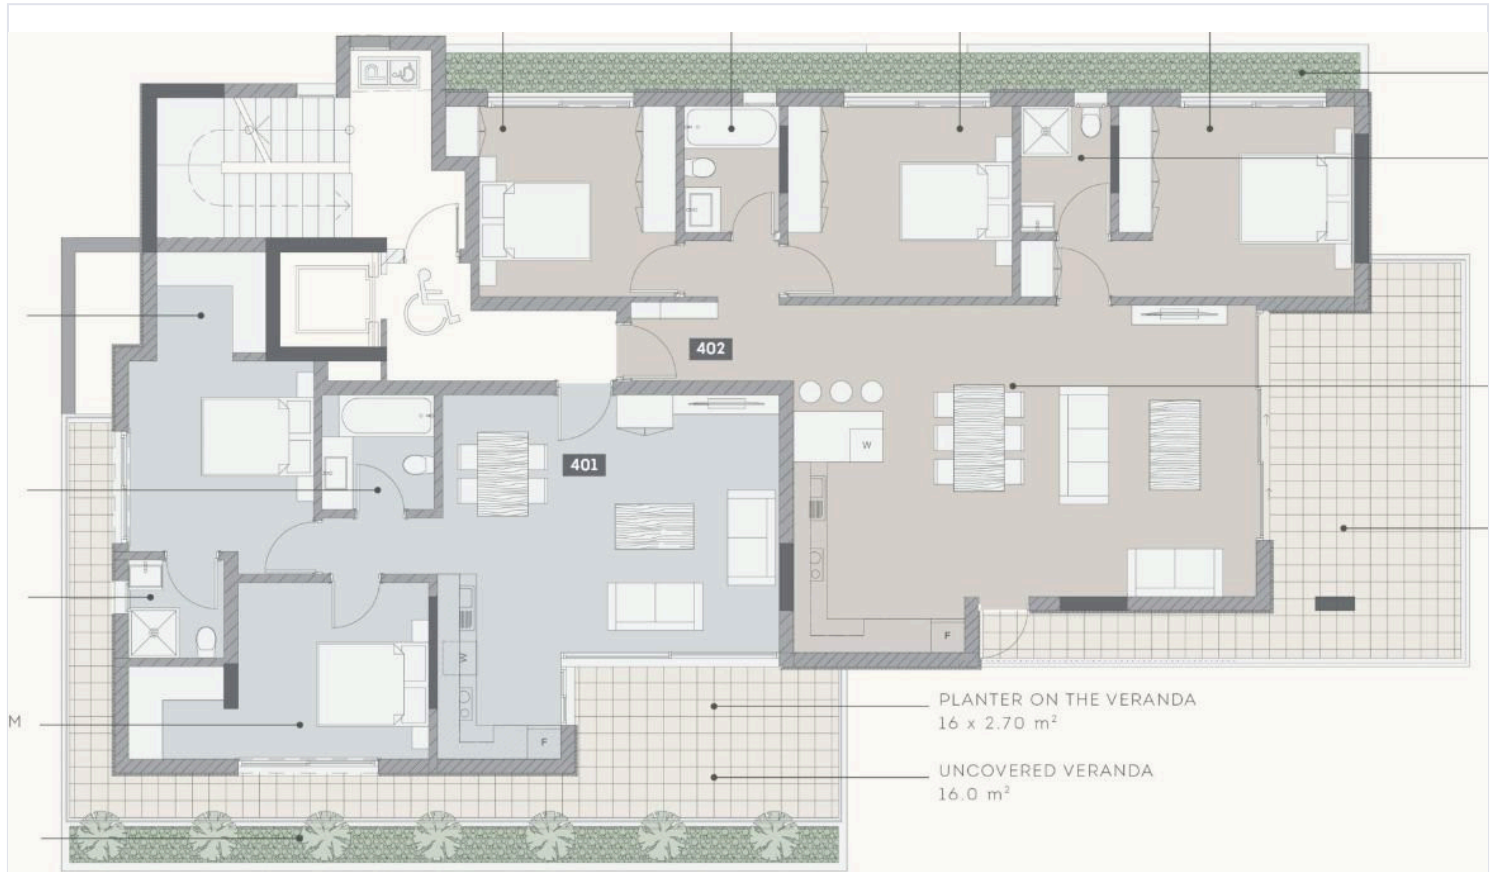 402
W
401
F
W
F
M
PLANTER ON THE VERANDA
16 x 2.70 m²
UNCOVERED VERANDA
16.0 m²